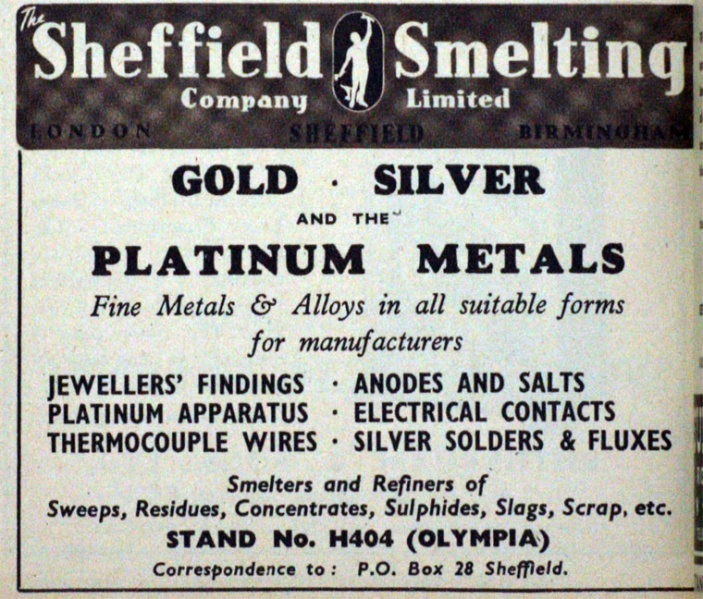 The
Sheffield Smelting
Company Limited
LONDON SHEFFIELD BIRMINGHAM
GOLD · SILVER
AND THE
PLATINUM METALS
Fine Metals & Alloys in all suitable forms
for manufacturers
JEWELLERS' FINDINGS · ANODES AND SALTS
PLATINUM APPARATUS · ELECTRICAL CONTACTS
THERMOCOUPLE WIRES · SILVER SOLDERS & FLUXES
Smelters and Refiners of
Sweeps, Residues, Concentrates, Sulphides, Slags, Scrap, etc.
STAND No. H404 (OLYMPIA)
Correspondence to: P.O. Box 28 Sheffield.